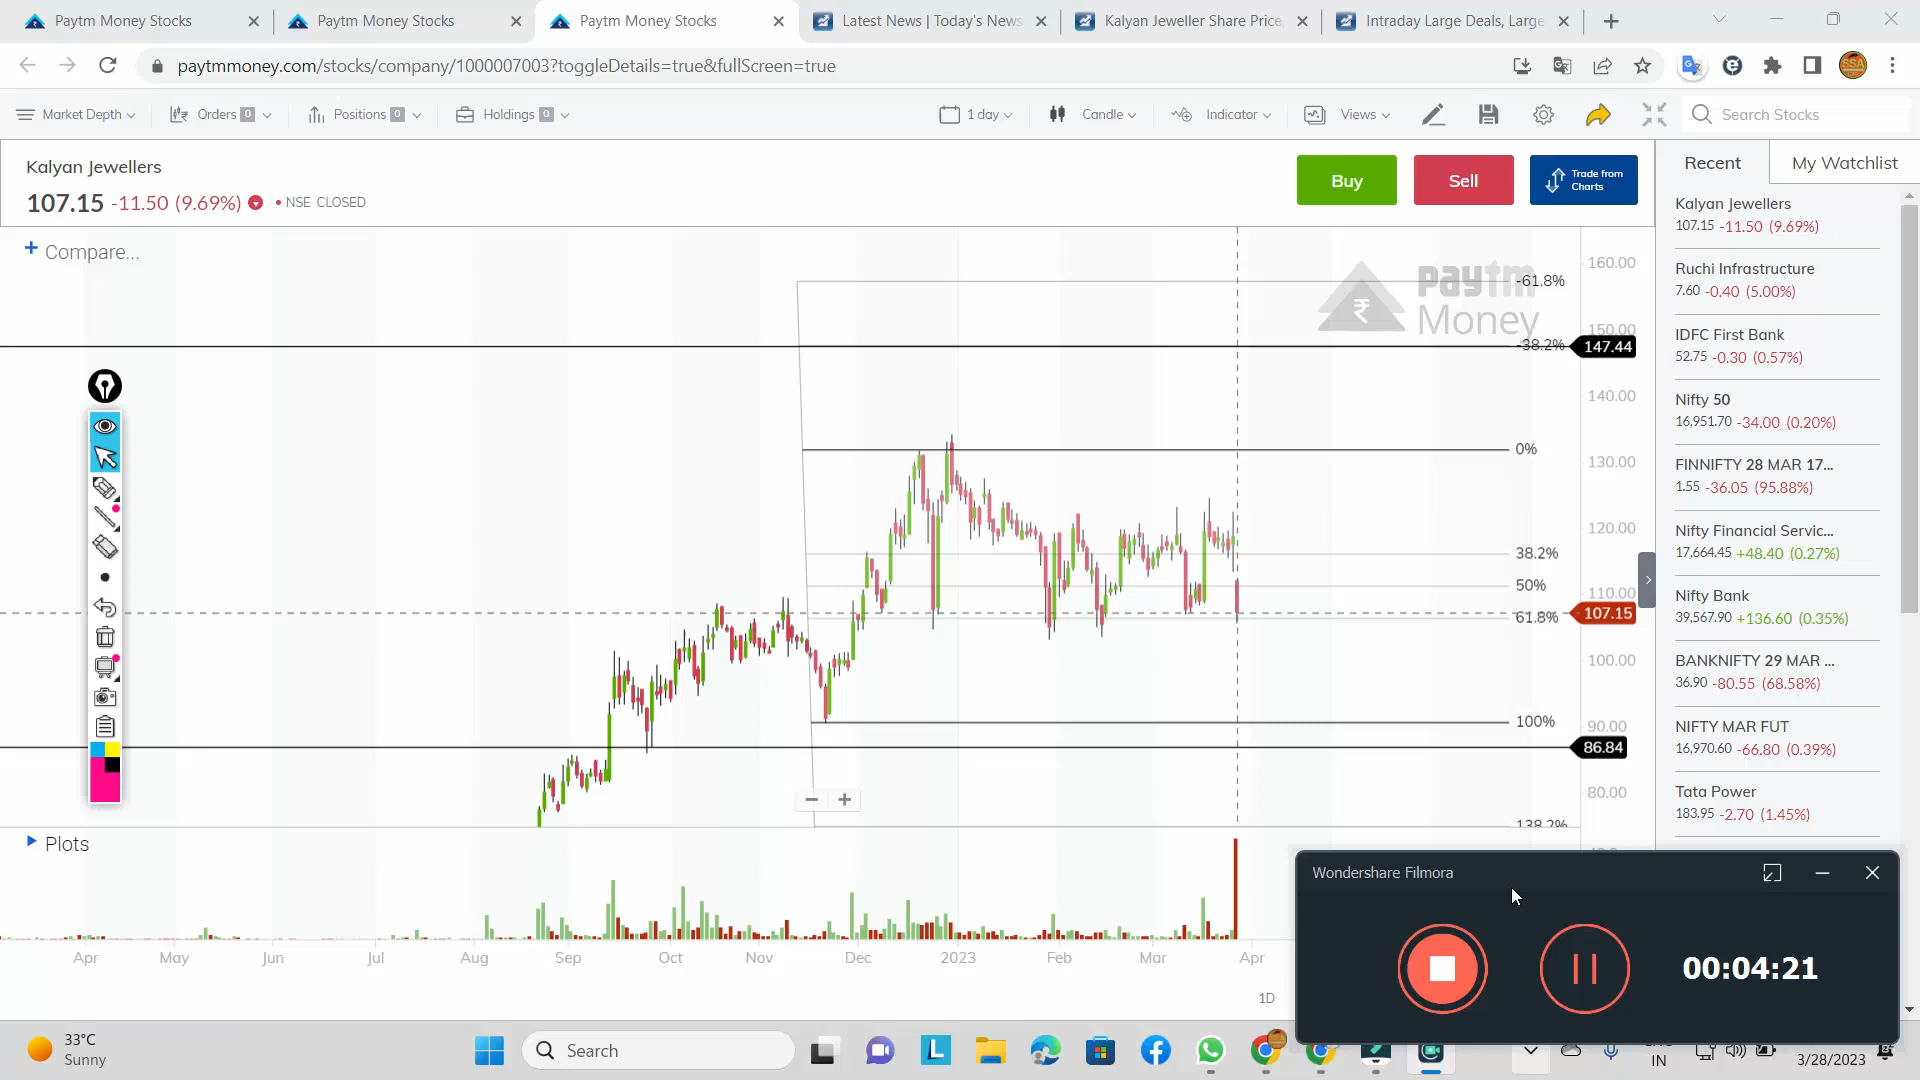 Paytm Money Stocks
Paytm Money Stocks
Paytm Money Stocks
Latest News | Today's News
Kalyan Jeweller Share Price,
Intraday Large Deals, Large
paytmmoney.com/stocks/company/1000007003?toggleDetails=true&fullScreen=true
Market Depth
Orders 0
Positions 0
Holdings 0
1 day
Candle
Indicator
Views
Search Stocks
Kalyan Jewellers
107.15 -11.50 (9.69%) • NSE CLOSED
Buy
Sell
Trade from
Charts
Recent
My Watchlist
Kalyan Jewellers
107.15 -11.50 (9.69%)
Ruchi Infrastructure
7.60 -0.40 (5.00%)
IDFC First Bank
52.75 -0.30 (0.57%)
Nifty 50
16,951.70 -34.00 (0.20%)
FINNIFTY 28 MAR 17...
1.55 -36.05 (95.88%)
Nifty Financial Servic...
17,664.45 +48.40 (0.27%)
Nifty Bank
39,567.90 +136.60 (0.35%)
BANKNIFTY 29 MAR ...
36.90 -80.55 (68.58%)
NIFTY MAR FUT
16,970.60 -66.80 (0.39%)
Tata Power
183.95 -2.70 (1.45%)
+ Compare...
paytm
Money
-61.8%
-38.2%
0%
38.2%
50%
61.8%
100%
138.2%
160.00
150.00
147.44
140.00
130.00
120.00
110.00
107.15
100.00
90.00
86.84
80.00
− +
Plots
Apr May Jun Jul Aug Sep Oct Nov Dec 2023 Feb Mar Apr
1D
Wondershare Filmora
00:04:21
33°C
Sunny
Search
IN
3/28/2023